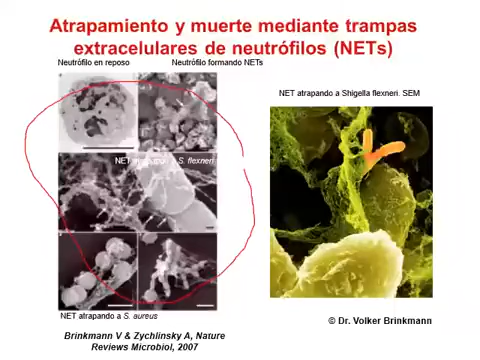 Atrapamiento y muerte mediante trampas
extracelulares de neutrófilos (NETs)
Neutrófilo en reposo
Neutrófilo formando NETs
NET atrapando a Shigella flexneri. SEM
NET atrapando a S. flexneri
NET atrapando a S. aureus
© Dr. Volker Brinkmann
Brinkmann V & Zychlinsky A, Nature
Reviews Microbiol, 2007